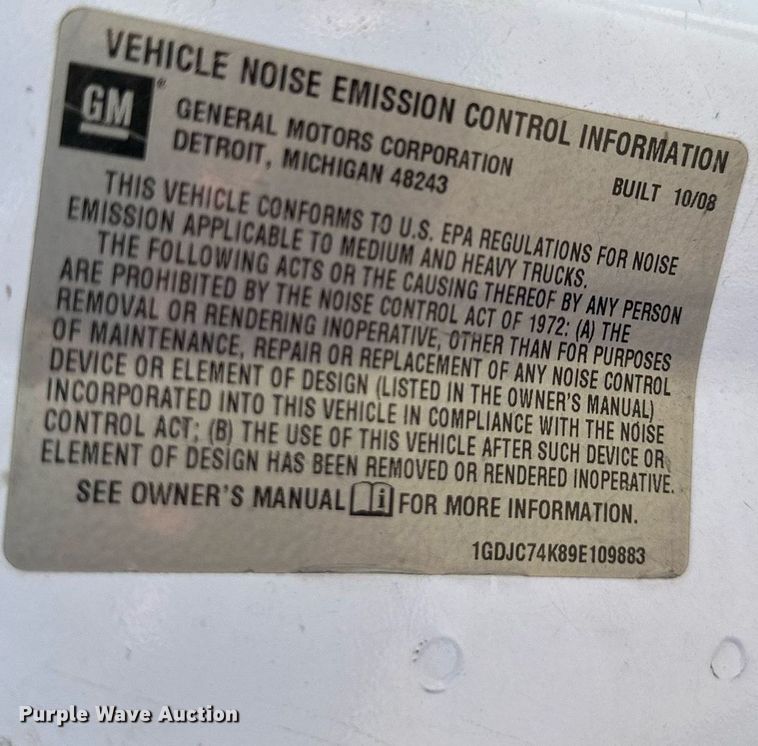 VEHICLE NOISE EMISSION CONTROL INFORMATION
GM ®
GENERAL MOTORS CORPORATION
DETROIT, MICHIGAN 48243
BUILT 10/08
THIS VEHICLE CONFORMS TO U.S. EPA REGULATIONS FOR NOISE
EMISSION APPLICABLE TO MEDIUM AND HEAVY TRUCKS.
THE FOLLOWING ACTS OR THE CAUSING THEREOF BY ANY PERSON
ARE PROHIBITED BY THE NOISE CONTROL ACT OF 1972: (A) THE
REMOVAL OR RENDERING INOPERATIVE, OTHER THAN FOR PURPOSES
OF MAINTENANCE, REPAIR OR REPLACEMENT OF ANY NOISE CONTROL
DEVICE OR ELEMENT OF DESIGN (LISTED IN THE OWNER'S MANUAL)
INCORPORATED INTO THIS VEHICLE IN COMPLIANCE WITH THE NOISE
CONTROL ACT; (B) THE USE OF THIS VEHICLE AFTER SUCH DEVICE OR
ELEMENT OF DESIGN HAS BEEN REMOVED OR RENDERED INOPERATIVE.
SEE OWNER'S MANUAL i FOR MORE INFORMATION.
1GDJC74K89E109883
Purple Wave Auction